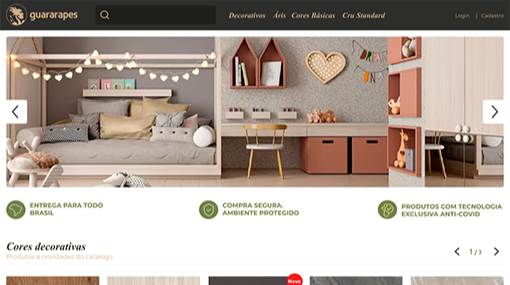 guararapes
Decorativos Áris Cores Básicas Cru Standard
Login | Cadastro
ENTREGA PARA TODO
BRASIL
COMPRA SEGURA.
AMBIENTE PROTEGIDO
PRODUTOS COM TECNOLOGIA
EXCLUSIVA ANTI-COVID
Cores decorativas
1 / 3
Produtos e novidades do catálogo
Novo